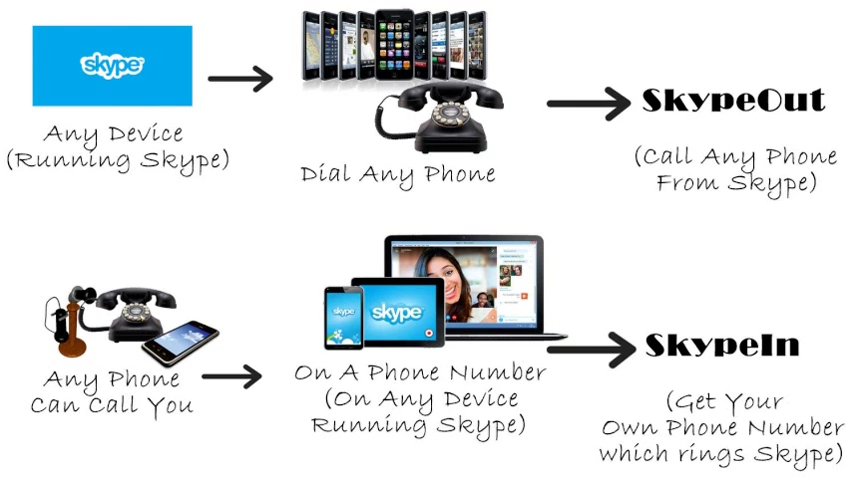 skype
Any Device
(Running Skype)
Dial Any Phone
SkypeOut
(Call Any Phone
From Skype)
Any Phone
Can Call You
skype
skype
On A Phone Number
(On Any Device
Running Skype)
SkypeIn
(Get Your
Own Phone Number
which rings Skype)